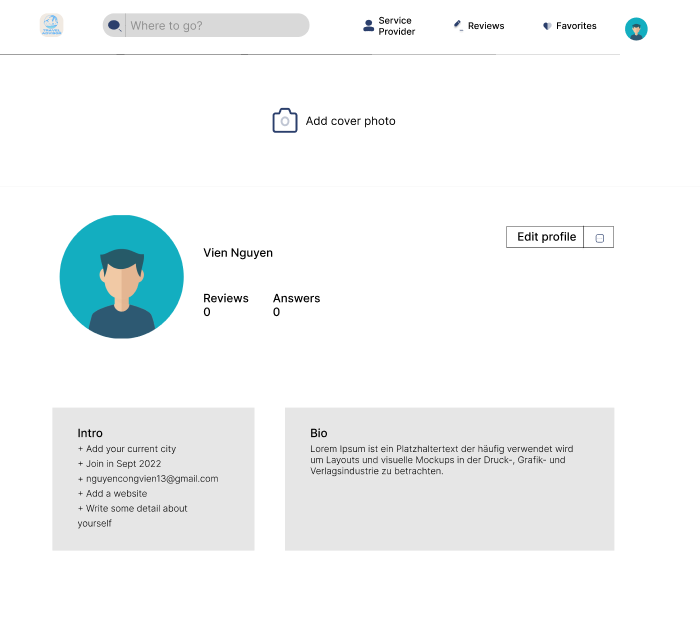 Where to go?
Service
Provider
Reviews
Favorites
Add cover photo
Vien Nguyen
Edit profile
Reviews
0
Answers
0
Intro
+ Add your current city
+ Join in Sept 2022
+ nguyencongvien13@gmail.com
+ Add a website
+ Write some detail about
yourself
Bio
Lorem Ipsum ist ein Platzhaltertext der häufig verwendet wird
um Layouts und visuelle Mockups in der Druck-, Grafik- und
Verlagsindustrie zu betrachten.